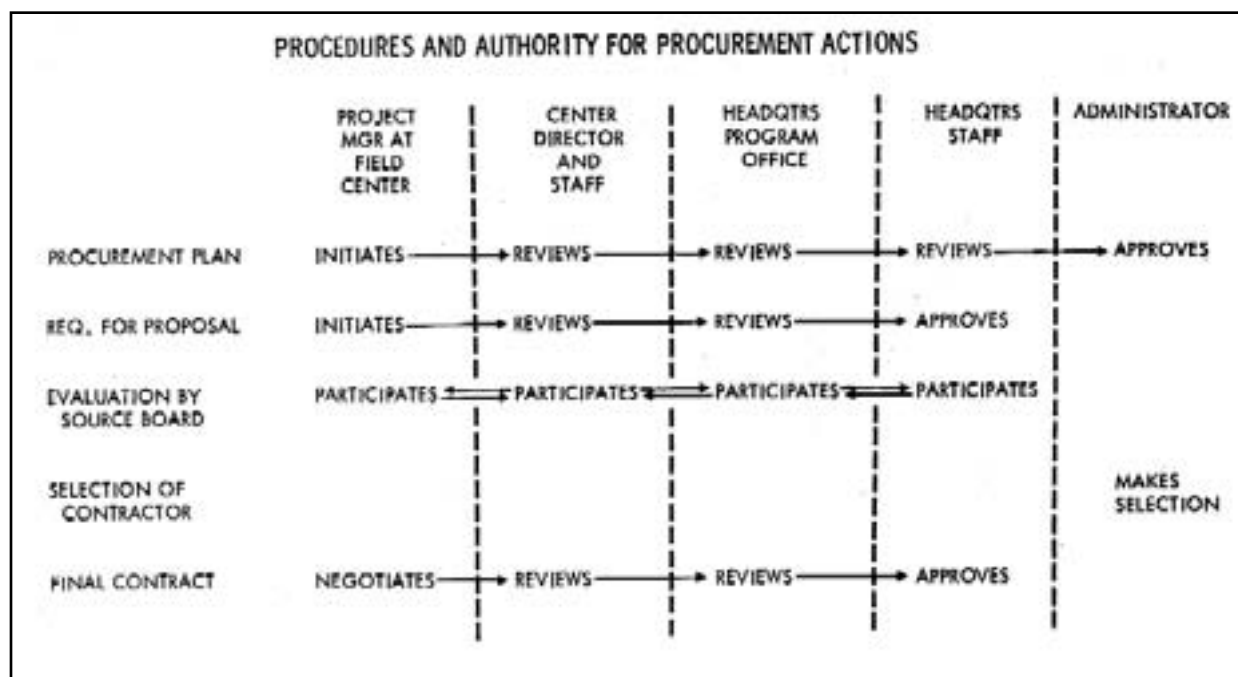 PROCEDURES AND AUTHORITY FOR PROCUREMENT ACTIONS
PROJECT
MGR AT
FIELD
CENTER
CENTER
DIRECTOR
AND
STAFF
HEADQTRS
PROGRAM
OFFICE
HEADQTRS
STAFF
ADMINISTRATOR
PROCUREMENT PLAN INITIATES REVIEWS REVIEWS REVIEWS APPROVES
REQ. FOR PROPOSAL INITIATES REVIEWS REVIEWS APPROVES
EVALUATION BY
SOURCE BOARD
PARTICIPATES PARTICIPATES PARTICIPATES PARTICIPATES
SELECTION OF
CONTRACTOR
MAKES
SELECTION
FINAL CONTRACT NEGOTIATES REVIEWS REVIEWS APPROVES